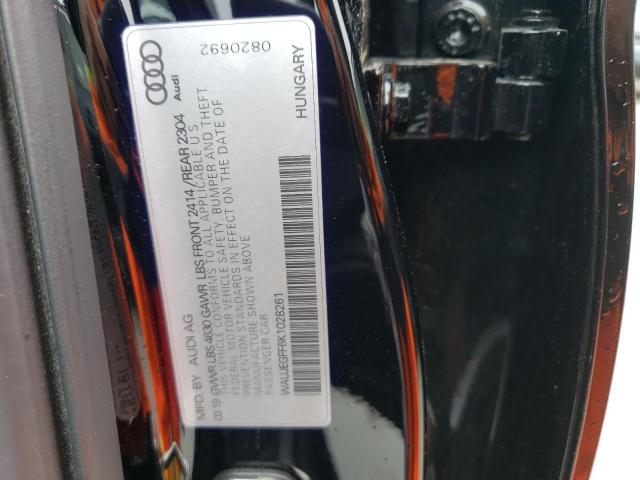 MFD. BY AUDI AG
03 19 GVWR LBS 4630 GAWR LBS FRONT 2414 / REAR 2304
THIS VEHICLE CONFORMS TO ALL APPLICABLE U.S.
FEDERAL MOTOR VEHICLE SAFETY, BUMPER AND THEFT
PREVENTION STANDARDS IN EFFECT ON THE DATE OF
MANUFACTURE SHOWN ABOVE
PASSENGER CAR
WAUJEGFF6K1028261
HUNGARY
Audi
0820692